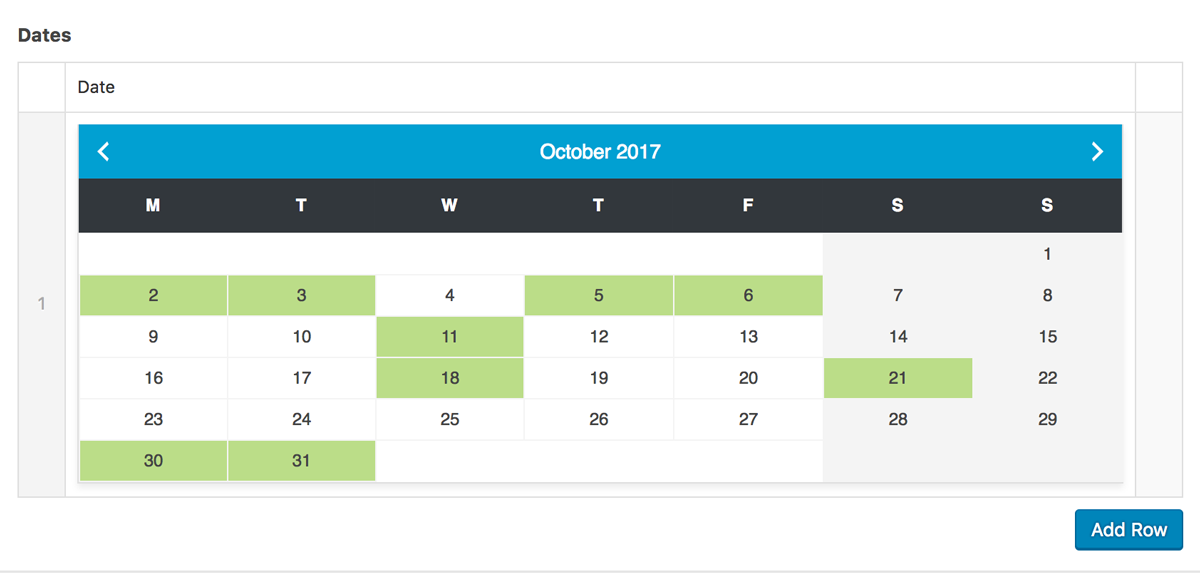 Dates
Date
October 2017
M T W T F S S
1
2 3 4 5 6 7 8
1
9 10 11 12 13 14 15
16 17 18 19 20 21 22
23 24 25 26 27 28 29
30 31
Add Row